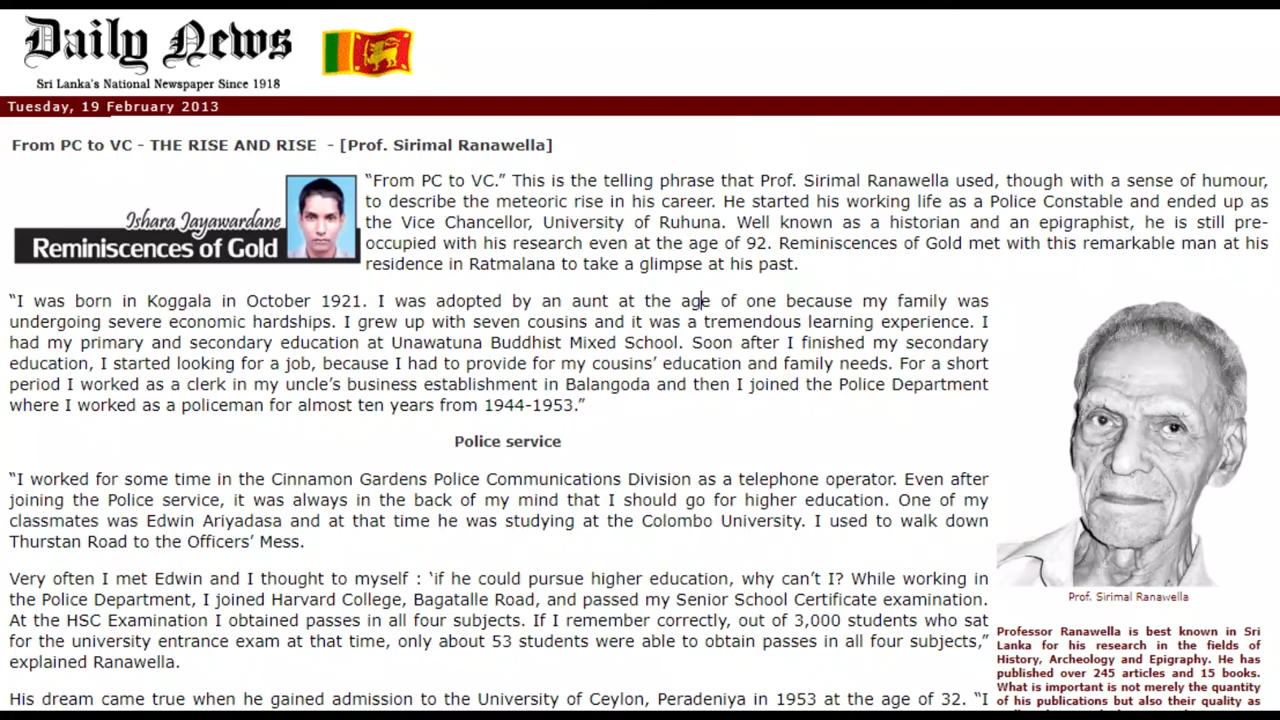 Daily News
Sri Lanka's National Newspaper Since 1918
Tuesday, 19 February 2013
From PC to VC - THE RISE AND RISE - [Prof. Sirimal Ranawella]
Ishara Jayawardane
Reminiscences of Gold
“From PC to VC.” This is the telling phrase that Prof. Sirimal Ranawella used, though with a sense of humour,
to describe the meteoric rise in his career. He started his working life as a Police Constable and ended up as
the Vice Chancellor, University of Ruhuna. Well known as a historian and an epigraphist, he is still pre-
occupied with his research even at the age of 92. Reminiscences of Gold met with this remarkable man at his
residence in Ratmalana to take a glimpse at his past.
“I was born in Koggala in October 1921. I was adopted by an aunt at the age of one because my family was
undergoing severe economic hardships. I grew up with seven cousins and it was a tremendous learning experience. I
had my primary and secondary education at Unawatuna Buddhist Mixed School. Soon after I finished my secondary
education, I started looking for a job, because I had to provide for my cousins’ education and family needs. For a short
period I worked as a clerk in my uncle’s business establishment in Balangoda and then I joined the Police Department
where I worked as a policeman for almost ten years from 1944-1953.”
Police service
“I worked for some time in the Cinnamon Gardens Police Communications Division as a telephone operator. Even after
joining the Police service, it was always in the back of my mind that I should go for higher education. One of my
classmates was Edwin Ariyadasa and at that time he was studying at the Colombo University. I used to walk down
Thurstan Road to the Officers’ Mess.
Very often I met Edwin and I thought to myself : ‘if he could pursue higher education, why can’t I? While working in
the Police Department, I joined Harvard College, Bagatalle Road, and passed my Senior School Certificate examination.
At the HSC Examination I obtained passes in all four subjects. If I remember correctly, out of 3,000 students who sat
for the university entrance exam at that time, only about 53 students were able to obtain passes in all four subjects,”
explained Ranawella.
His dream came true when he gained admission to the University of Ceylon, Peradeniya in 1953 at the age of 32. “I
Prof. Sirimal Ranawella
Professor Ranawella is best known in Sri
Lanka for his research in the fields of
History, Archeology and Epigraphy. He has
published over 245 articles and 15 books.
What is important is not merely the quantity
of his publications but also their quality as